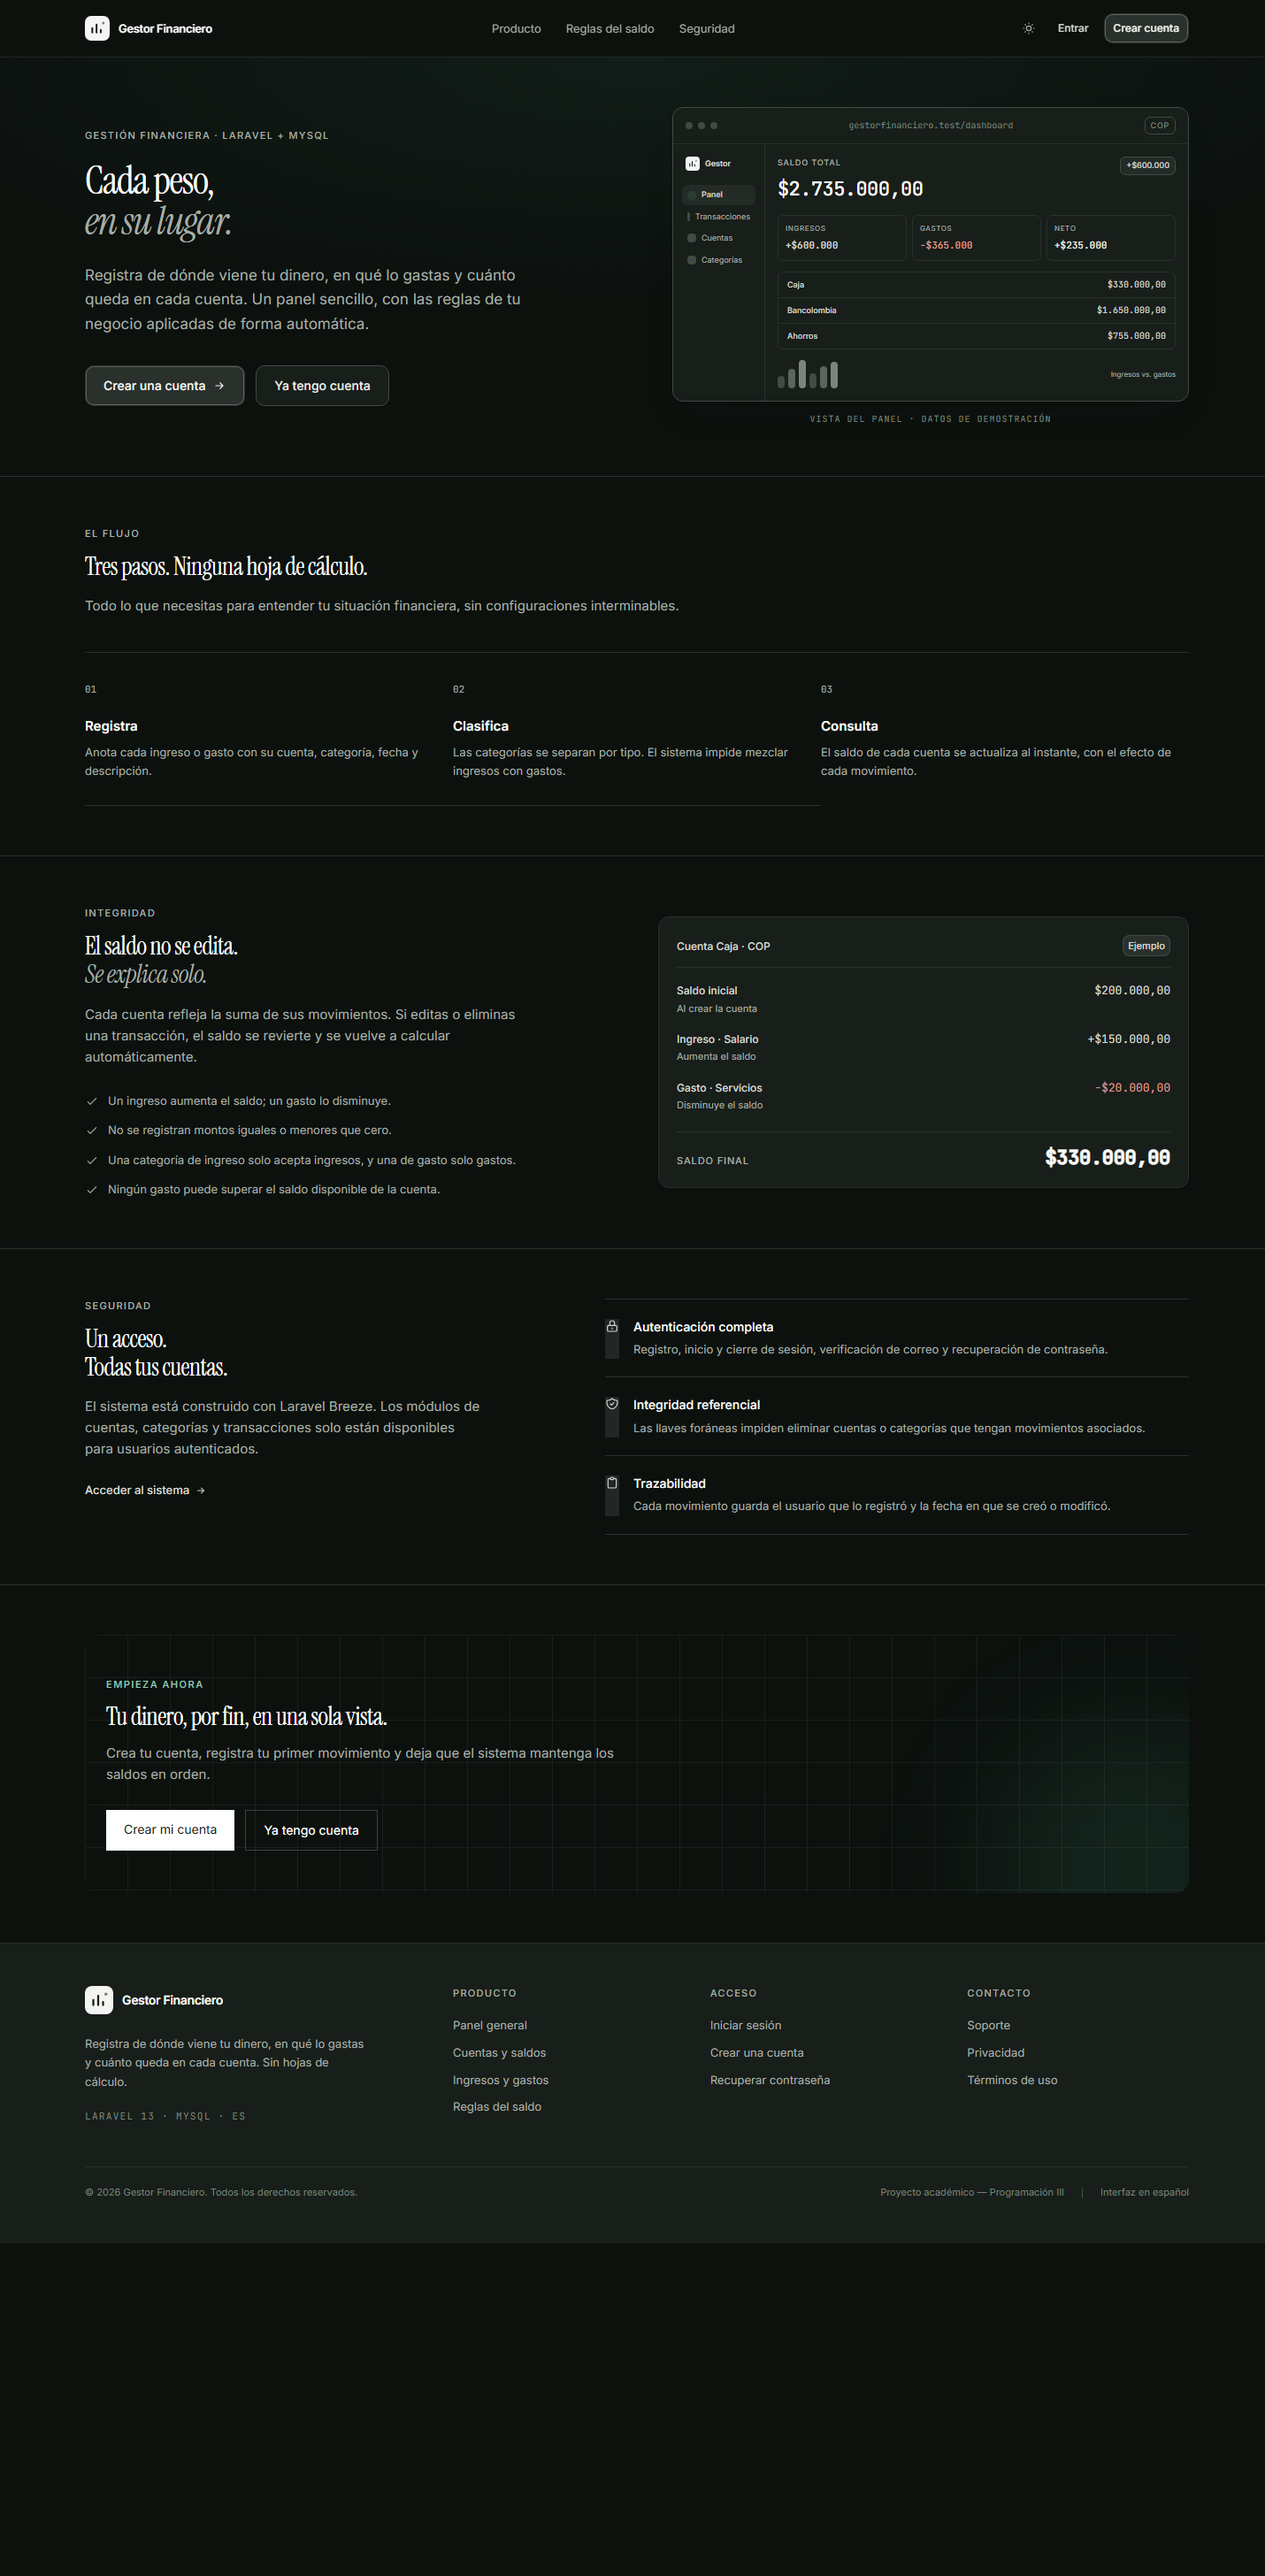 Gestor Financiero
Producto
Reglas del saldo
Seguridad
Entrar
Crear cuenta
GESTIÓN FINANCIERA · LARAVEL + MYSQL
Cada peso,
en su lugar.
Registra de dónde viene tu dinero, en qué lo gastas y cuánto
queda en cada cuenta. Un panel sencillo, con las reglas de tu
negocio aplicadas de forma automática.
Crear una cuenta →
Ya tengo cuenta
gestorfinanciero.test/dashboard
COP
Gestor
Panel
Transacciones
Cuentas
Categorías
SALDO TOTAL
+$600.000
$2.735.000,00
INGRESOS
+$600.000
GASTOS
-$365.000
NETO
+$235.000
Caja
$330.000,00
Bancolombia
$1.650.000,00
Ahorros
$755.000,00
Ingresos vs. gastos
VISTA DEL PANEL · DATOS DE DEMOSTRACIÓN
EL FLUJO
Tres pasos. Ninguna hoja de cálculo.
Todo lo que necesitas para entender tu situación financiera, sin configuraciones interminables.
01
Registra
Anota cada ingreso o gasto con su cuenta, categoría, fecha y
descripción.
02
Clasifica
Las categorías se separan por tipo. El sistema impide mezclar
ingresos con gastos.
03
Consulta
El saldo de cada cuenta se actualiza al instante, con el efecto de
cada movimiento.
INTEGRIDAD
El saldo no se edita.
Se explica solo.
Cada cuenta refleja la suma de sus movimientos. Si editas o eliminas
una transacción, el saldo se revierte y se vuelve a calcular
automáticamente.
Un ingreso aumenta el saldo; un gasto lo disminuye.
No se registran montos iguales o menores que cero.
Una categoría de ingreso solo acepta ingresos, y una de gasto solo gastos.
Ningún gasto puede superar el saldo disponible de la cuenta.
Cuenta Caja · COP
Ejemplo
Saldo inicial
$200.000,00
Al crear la cuenta
Ingreso · Salario
+$150.000,00
Aumenta el saldo
Gasto · Servicios
-$20.000,00
Disminuye el saldo
SALDO FINAL
$330.000,00
SEGURIDAD
Un acceso.
Todas tus cuentas.
El sistema está construido con Laravel Breeze. Los módulos de
cuentas, categorías y transacciones solo están disponibles
para usuarios autenticados.
Acceder al sistema →
Autenticación completa
Registro, inicio y cierre de sesión, verificación de correo y recuperación de contraseña.
Integridad referencial
Las llaves foráneas impiden eliminar cuentas o categorías que tengan movimientos asociados.
Trazabilidad
Cada movimiento guarda el usuario que lo registró y la fecha en que se creó o modificó.
EMPIEZA AHORA
Tu dinero, por fin, en una sola vista.
Crea tu cuenta, registra tu primer movimiento y deja que el sistema mantenga los
saldos en orden.
Crear mi cuenta
Ya tengo cuenta
Gestor Financiero
Registra de dónde viene tu dinero, en qué lo gastas
y cuánto queda en cada cuenta. Sin hojas de
cálculo.
LARAVEL 13 · MYSQL · ES
PRODUCTO
Panel general
Cuentas y saldos
Ingresos y gastos
Reglas del saldo
ACCESO
Iniciar sesión
Crear una cuenta
Recuperar contraseña
CONTACTO
Soporte
Privacidad
Términos de uso
© 2026 Gestor Financiero. Todos los derechos reservados.
Proyecto académico — Programación III | Interfaz en español